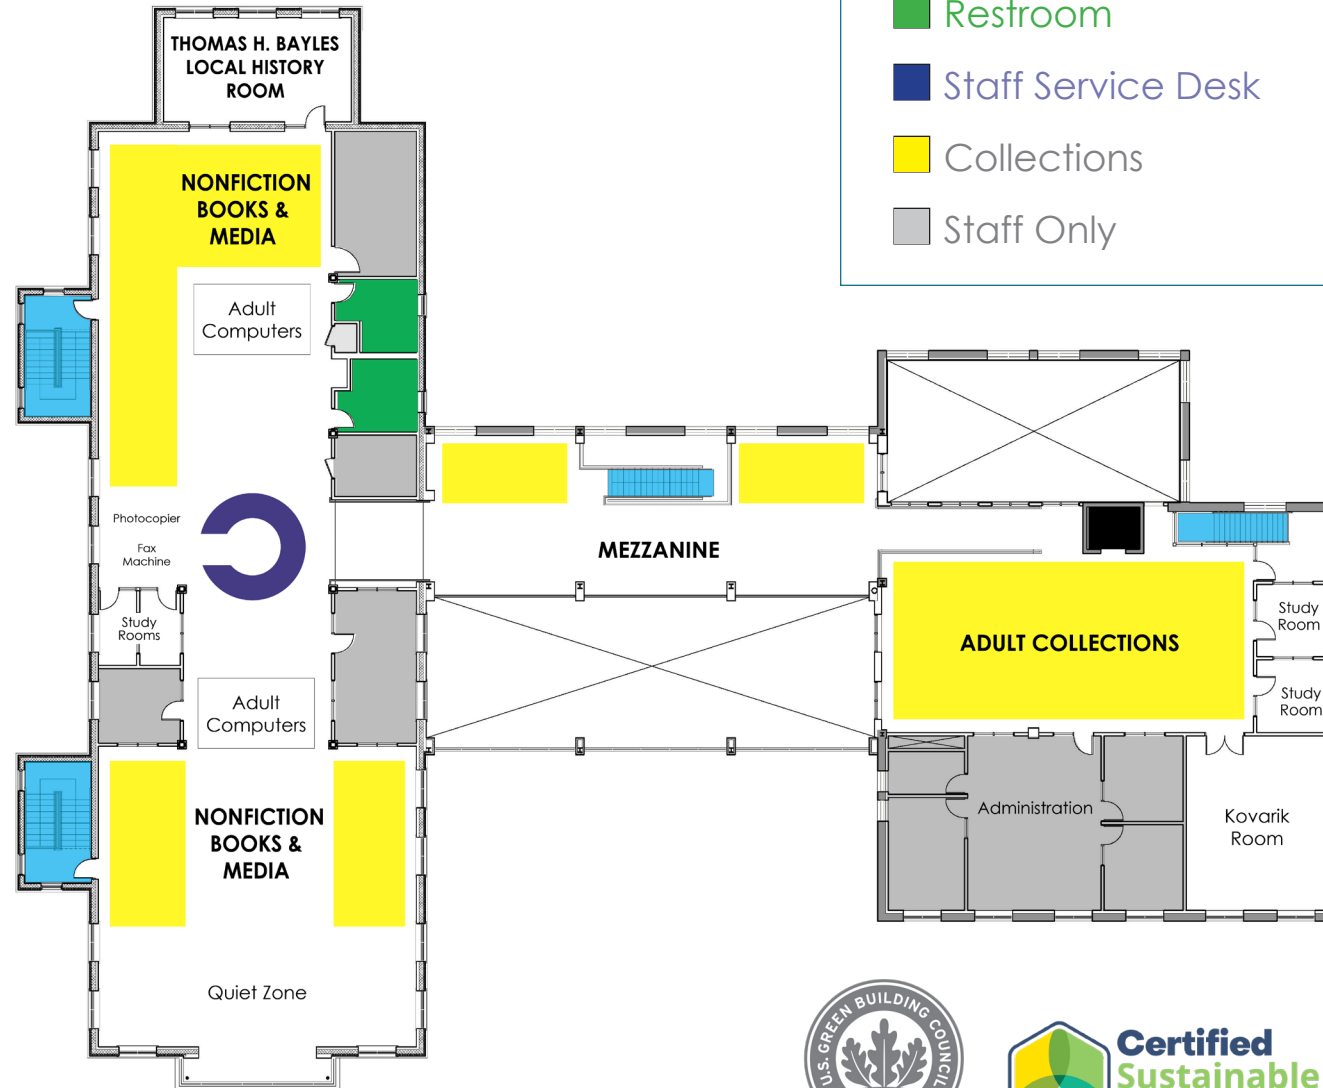 Restroom
Staff Service Desk
Collections
Staff Only
THOMAS H. BAYLES
LOCAL HISTORY
ROOM
NONFICTION
BOOKS &
MEDIA
Adult
Computers
Photocopier
Fax
Machine
Study
Rooms
Adult
Computers
NONFICTION
BOOKS &
MEDIA
Quiet Zone
MEZZANINE
ADULT COLLECTIONS
Study
Room
Study
Room
Administration
Kovarik
Room
U.S. GREEN BUILDING COUNCIL
Certified
Sustainable